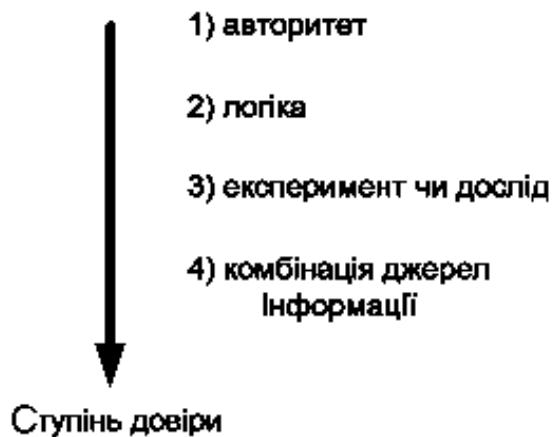 1) авторитет
2) логіка
3) експеримент чи дослід
4) комбінація джерел
Інформації
Ступінь довіри